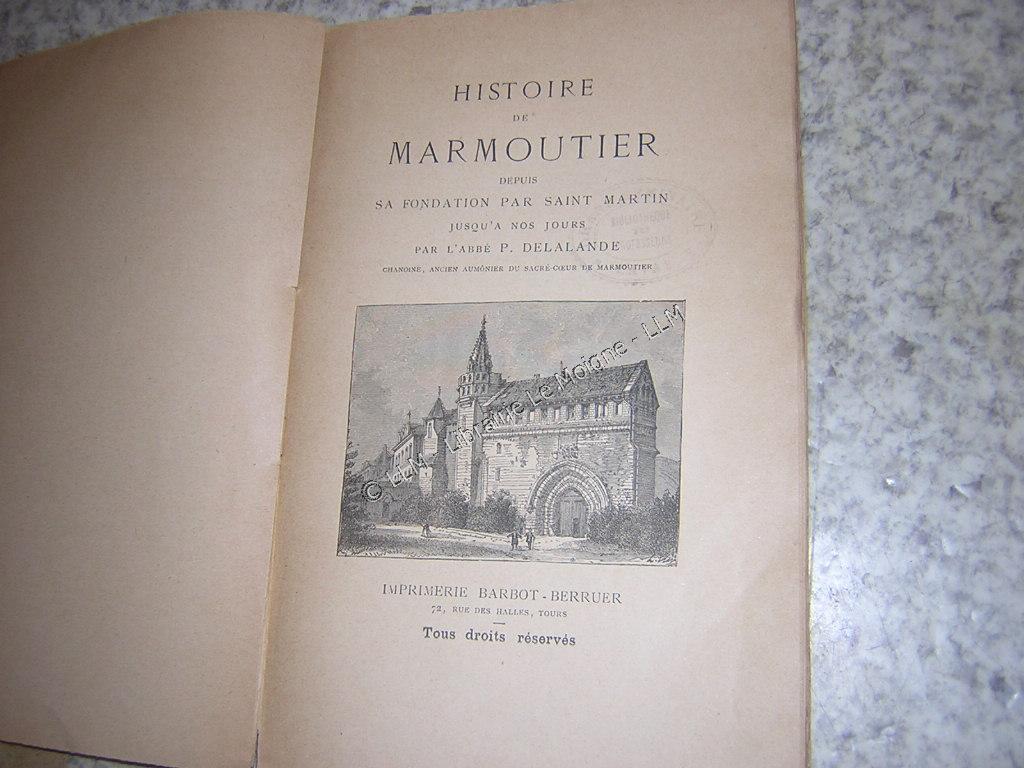 HISTOIRE
DE
MARMOUTIER
DEPUIS
SA FONDATION PAR SAINT MARTIN
JUSQU'A NOS JOURS
PAR L'ABBÉ P. DELALANDE
CHANOINE, ANCIEN AUMÔNIER DU SACRÉ-CŒUR DE MARMOUTIER
© LLM - Librairie Le Moigne - LLM
IMPRIMERIE BARBOT-BERRUER
72, RUE DES HALLES, TOURS
Tous droits réservés